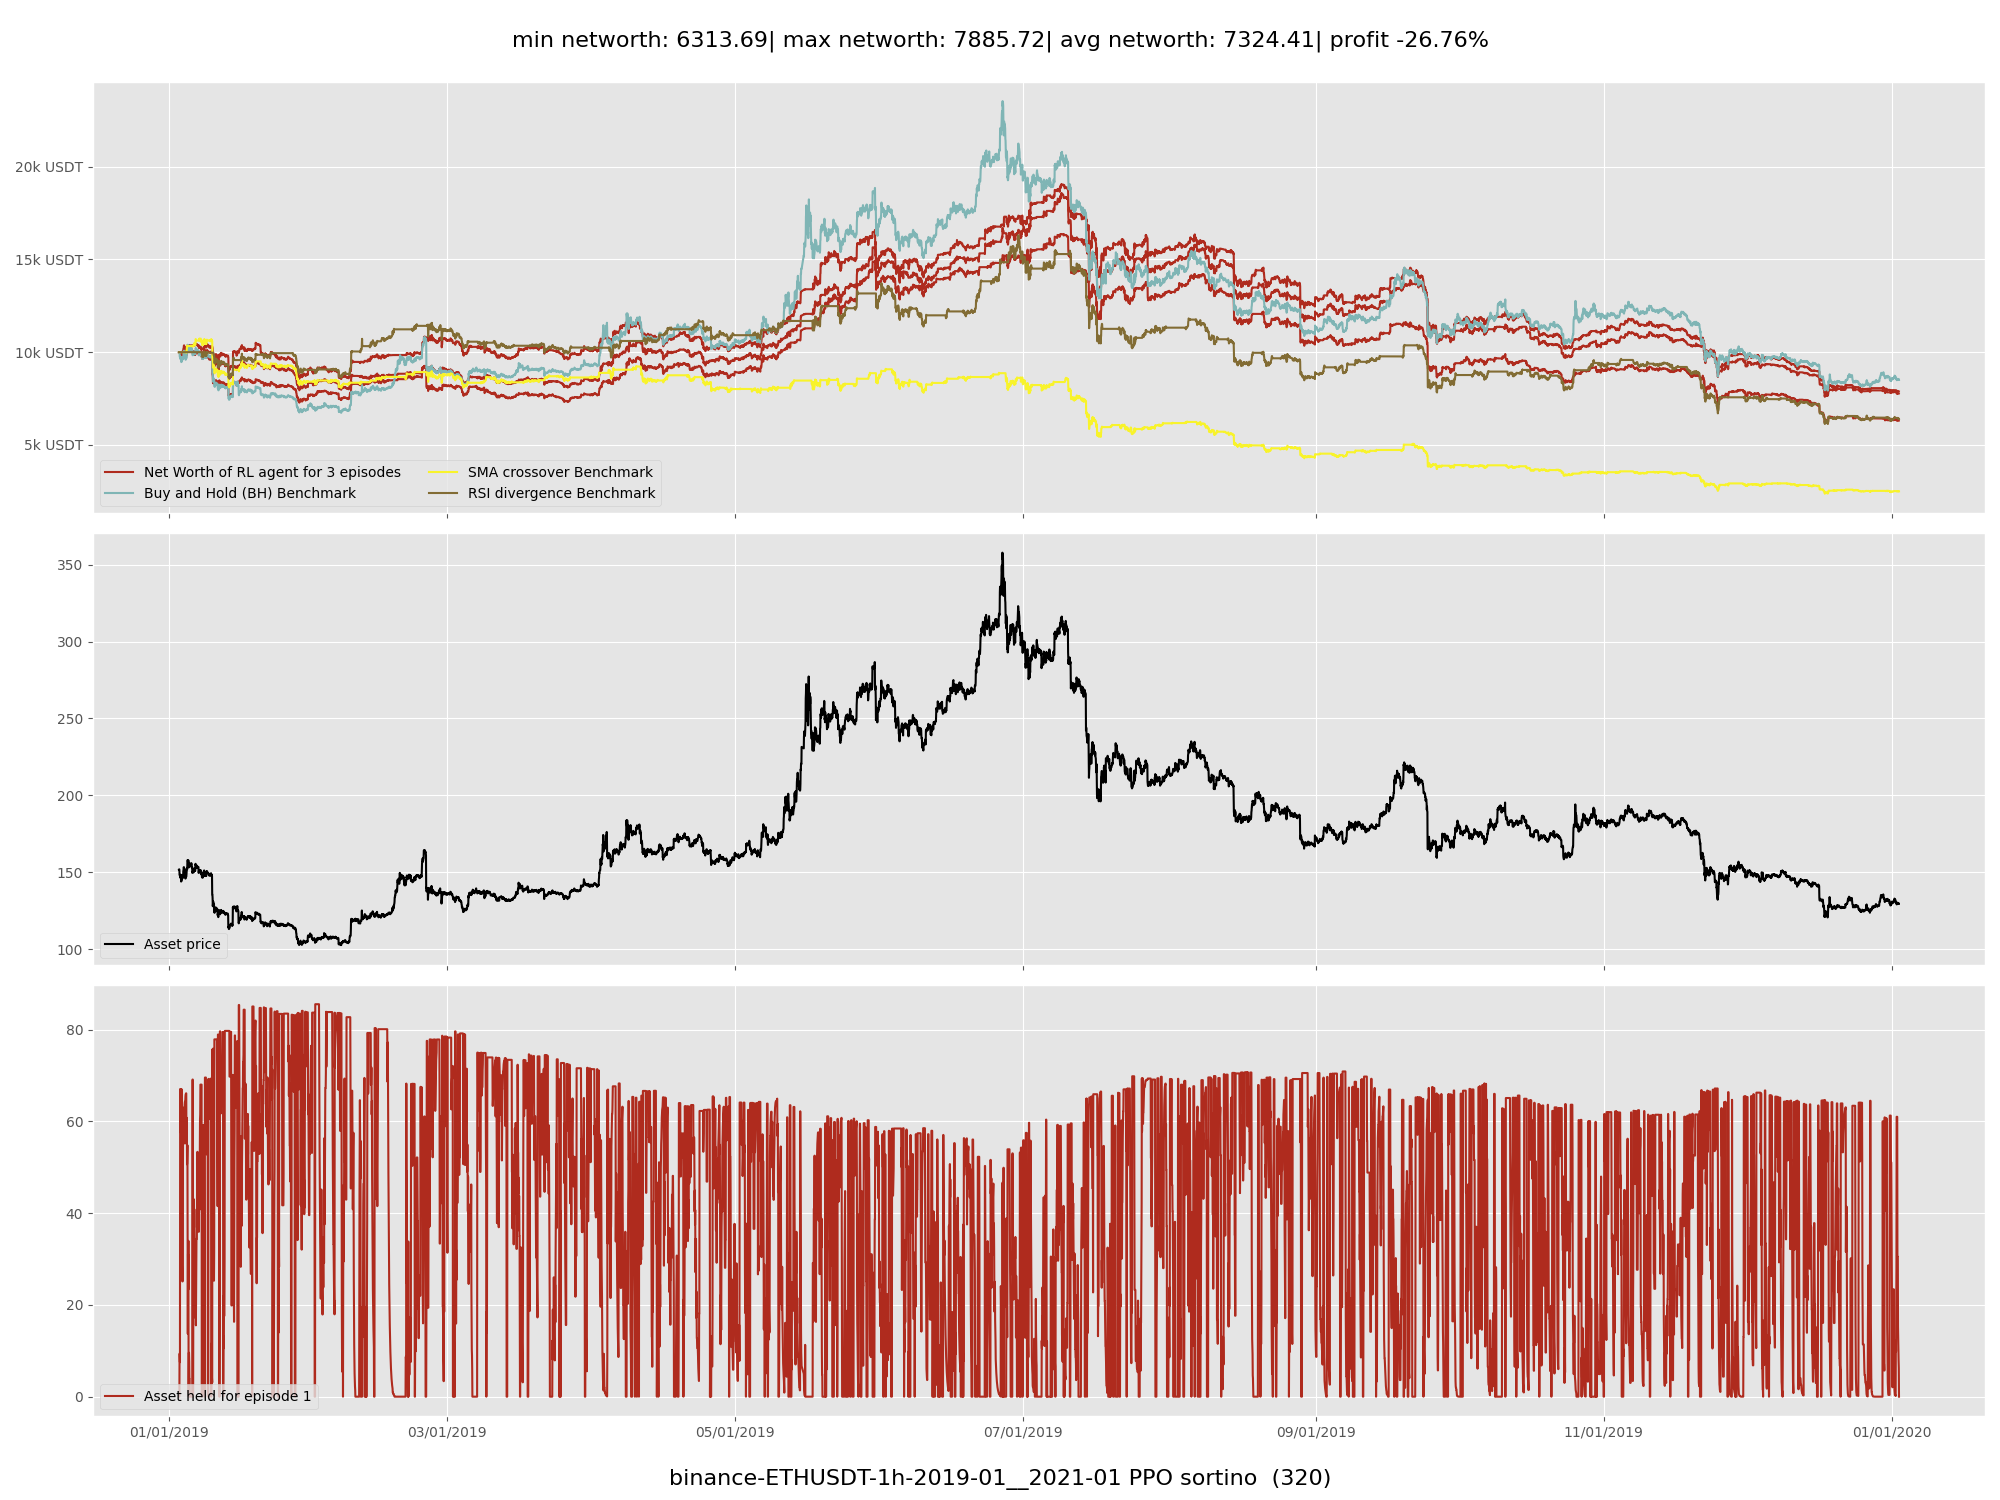 min networth: 6313.69| max networth: 7885.72| avg networth: 7324.41| profit -26.76%
20k USDT
15k USDT
10k USDT
5k USDT
Net Worth of RL agent for 3 episodes
Buy and Hold (BH) Benchmark
SMA crossover Benchmark
RSI divergence Benchmark
350
300
250
200
150
100
Asset price
80
60
40
20
0
Asset held for episode 1
01/01/2019
03/01/2019
05/01/2019
07/01/2019
09/01/2019
11/01/2019
01/01/2020
binance-ETHUSDT-1h-2019-01__2021-01 PPO sortino  (320)